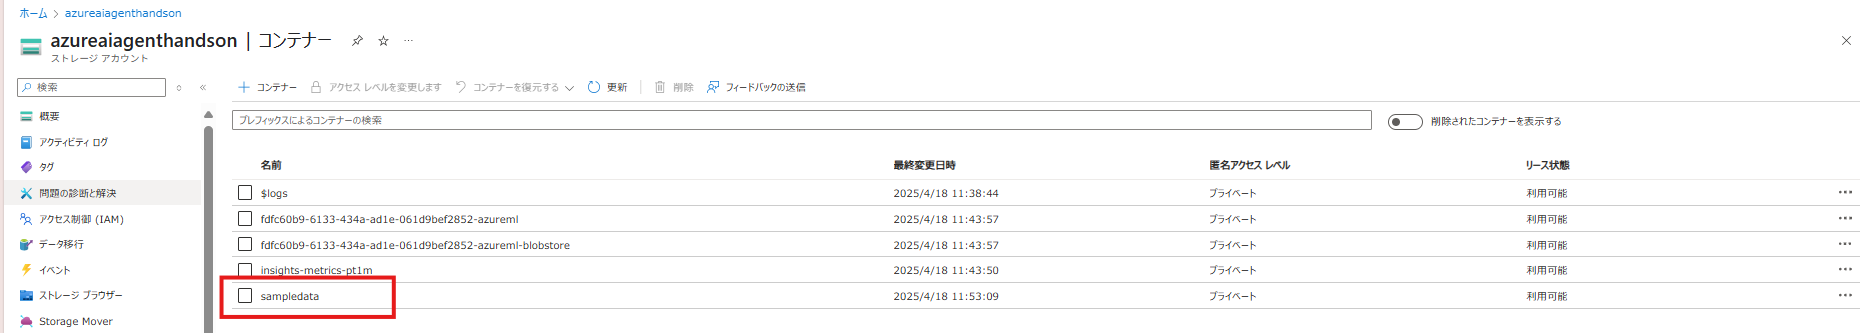 ホーム > azureaiagenthandson
azureaiagenthandson | コンテナー
ストレージ アカウント
検索
コンテナー アクセス レベルを変更します コンテナーを復元する 更新 削除 フィードバックの送信
概要
アクティビティ ログ
タグ
問題の診断と解決
アクセス制御 (IAM)
データ移行
イベント
ストレージ ブラウザー
Storage Mover
プレフィックスによるコンテナーの検索
削除されたコンテナーを表示する
名前 最終変更日時 匿名アクセス レベル リース状態
$logs 2025/4/18 11:38:44 プライベート 利用可能
fdfc60b9-6133-434a-ad1e-061d9bef2852-azureml 2025/4/18 11:43:57 プライベート 利用可能
fdfc60b9-6133-434a-ad1e-061d9bef2852-azureml-blobstore 2025/4/18 11:43:57 プライベート 利用可能
insights-metrics-pt1m 2025/4/18 11:43:50 プライベート 利用可能
sampledata 2025/4/18 11:53:09 プライベート 利用可能